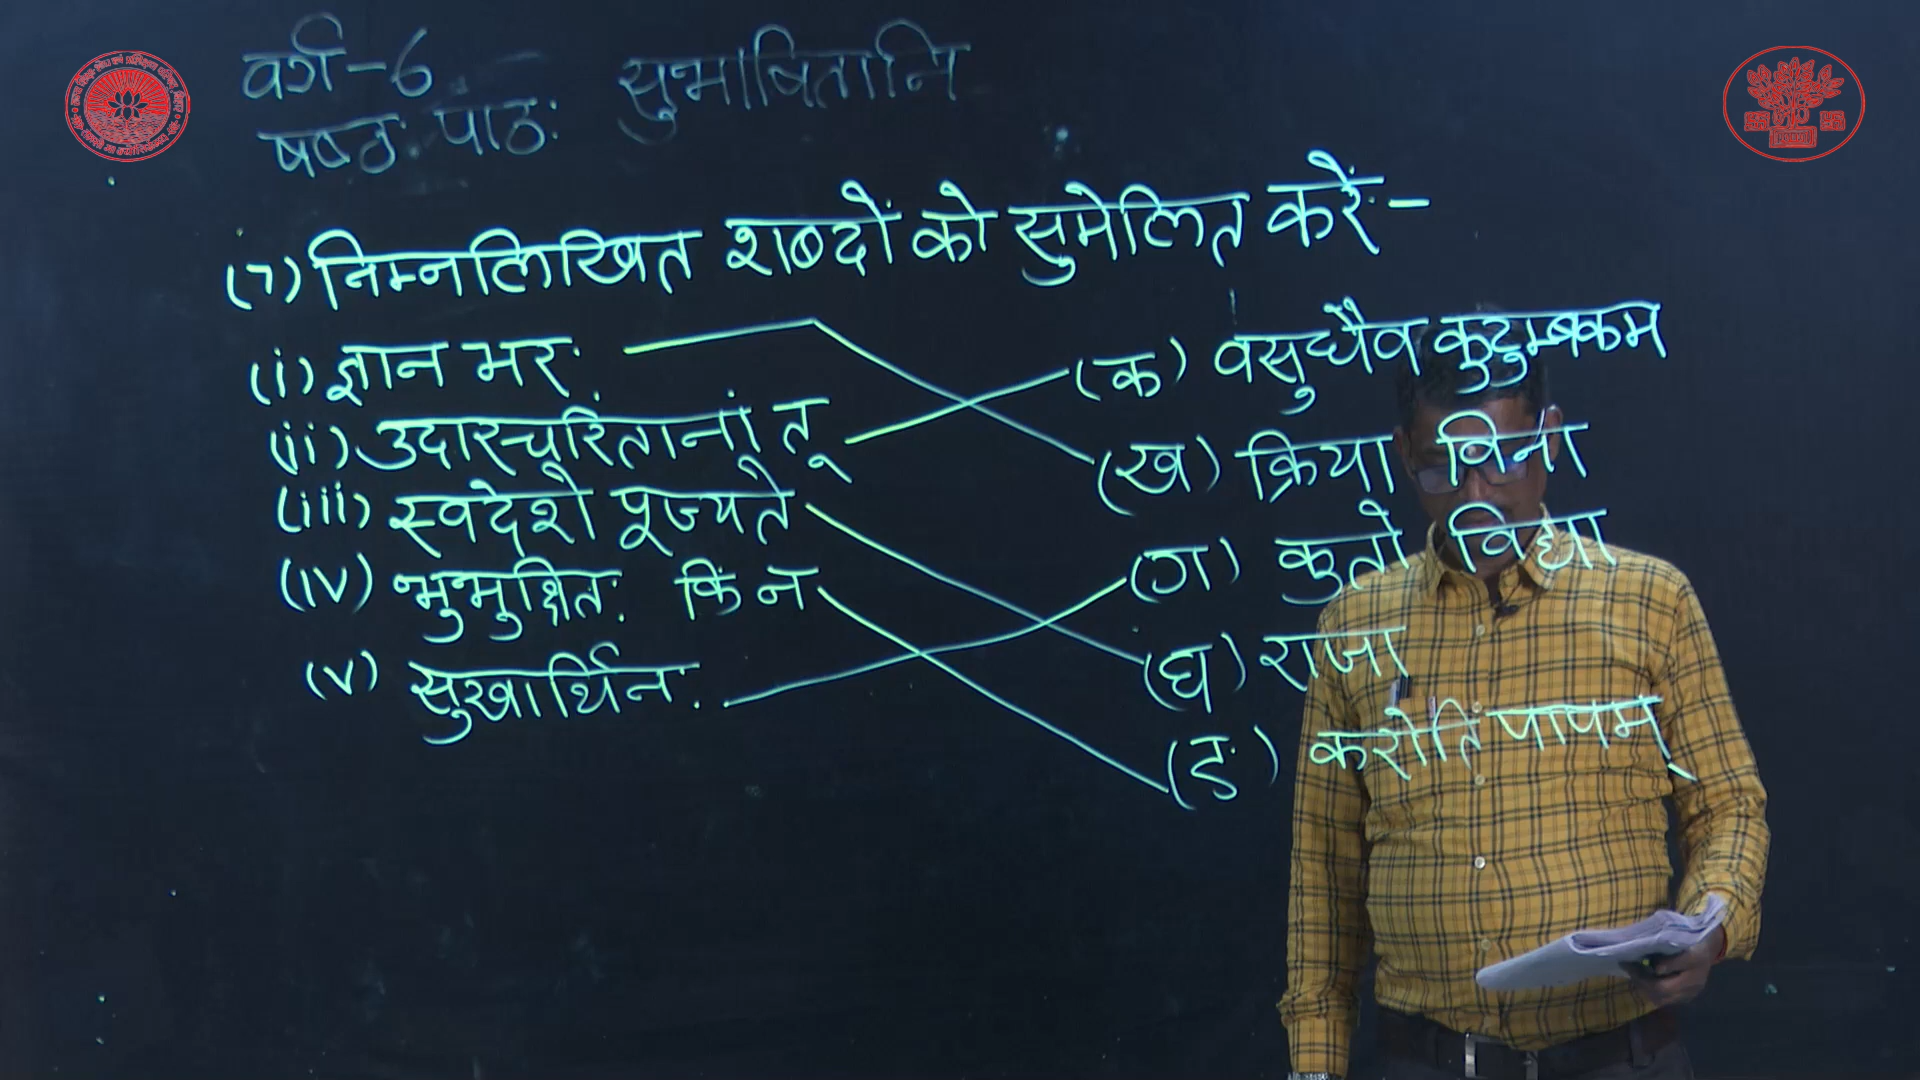 वर्ग-6
षष्ठः पाठः सुभाषितानि
(7) निम्नलिखित शब्दों को सुमेलित करें-
(i) ज्ञान भरः (क) वसुधैव कुटुम्बकम
(ii) उदारचरितानां तू (ख) क्रिया विना
(iii) स्वदेशे पूज्यते (ग) कुतो विद्या
(iv) भुभुक्षितः किं न (घ) राजा
(v) सुखार्थिनः (ङ) करोति पापम्